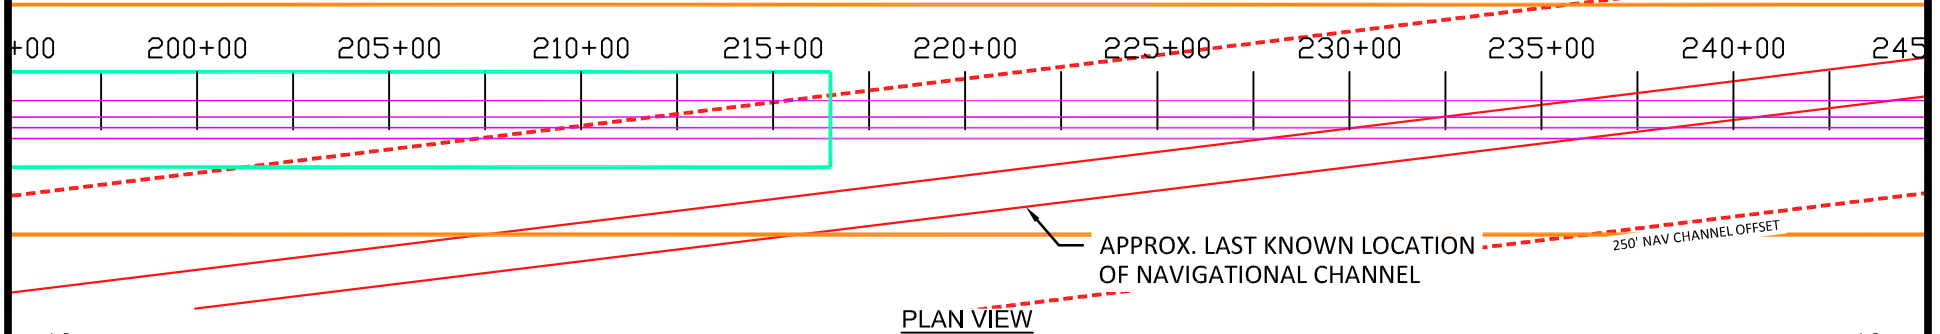 +00 200+00 205+00 210+00 215+00 220+00 225+00 230+00 235+00 240+00 245
250' NAV CHANNEL OFFSET
APPROX. LAST KNOWN LOCATION
OF NAVIGATIONAL CHANNEL
PLAN VIEW